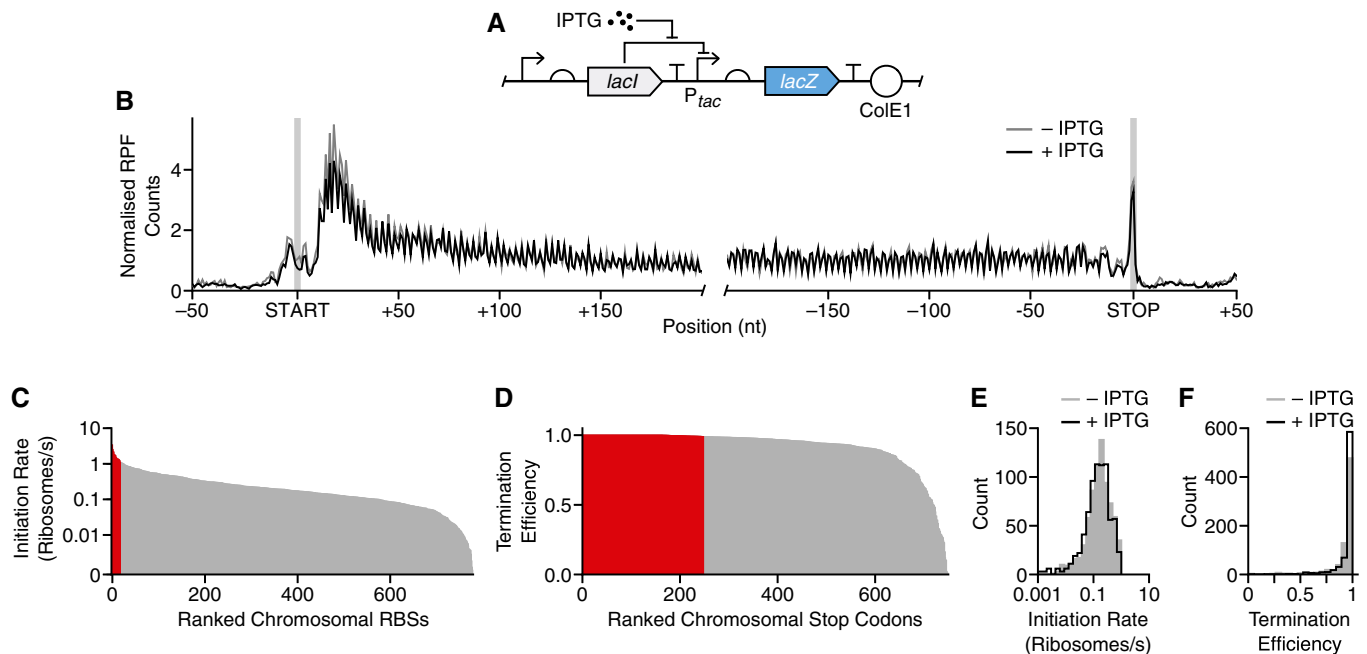 A
IPTG
lacI
Ptac
lacZ
ColE1
B
Normalised RPF
Counts
4
2
0
– IPTG
+ IPTG
–50
START
+50
+100
+150
–150
–100
-50
STOP
+50
Position (nt)
C
Initiation Rate
(Ribosomes/s)
10
1
0.1
0.01
0
0
200
400
600
Ranked Chromosomal RBSs
D
Termination
Efficiency
1.0
0.5
0.0
0
200
400
600
Ranked Chromosomal Stop Codons
E
– IPTG
+ IPTG
Count
150
100
50
0
0.001
0.1
10
Initiation Rate
(Ribosomes/s)
F
– IPTG
+ IPTG
Count
600
400
200
0
0
0.5
1
Termination
Efficiency